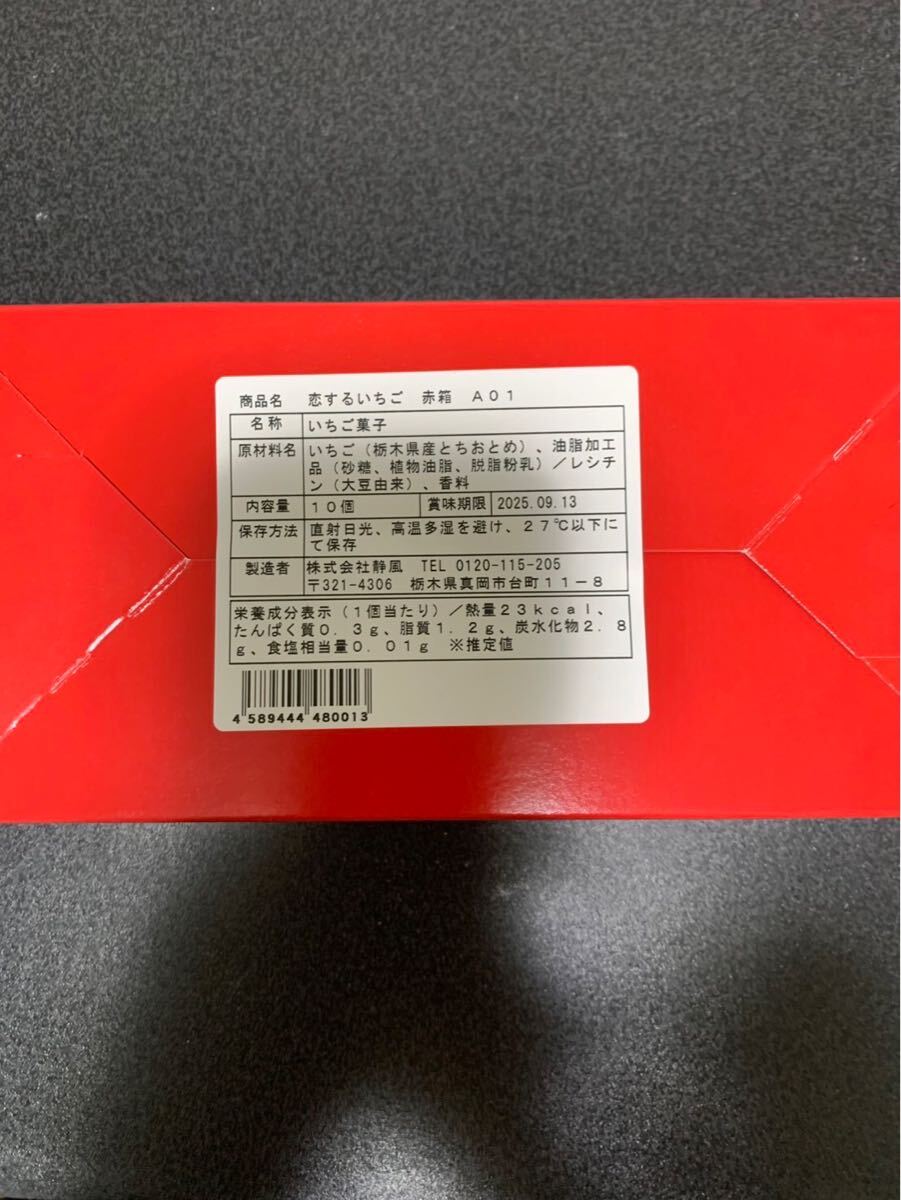 商品名 恋するいちご 赤箱 A01
名称 いちご菓子
原材料名 いちご(栃木県産とちおとめ)、油脂加工
品(砂糖、植物油脂、脱脂粉乳)/レシチ
ン(大豆由来)、香料
内容量 10個 賞味期限 2025.09.13
保存方法 直射日光、高温多湿を避け、27℃以下に
て保存
製造者 株式会社静風 TEL 0120-115-205
〒321-4306 栃木県真岡市台町11-8
栄養成分表示(1個当たり)/熱量23kcal、
たんぱく質0.3g、脂質1.2g、炭水化物2.8
g、食塩相当量0.01g ※推定値
4 589444 480013